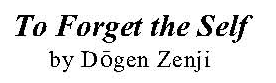 To Forget the Self
by Dōgen Zenji